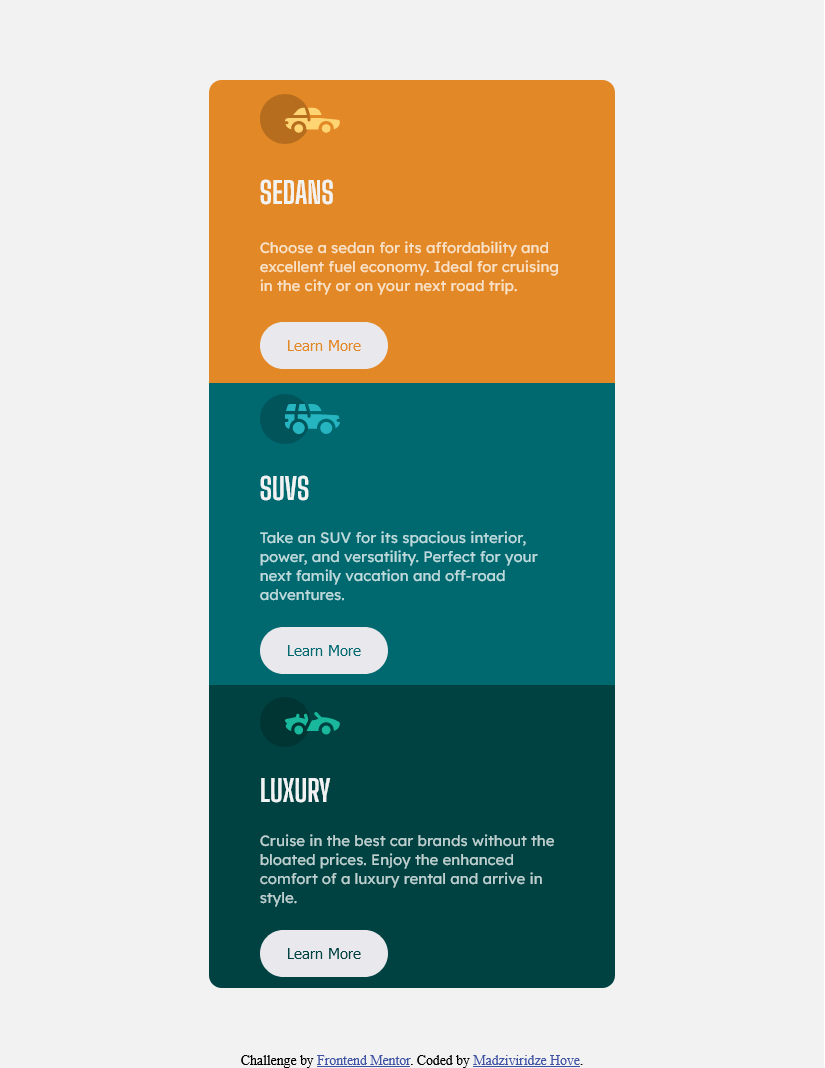 SEDANS
Choose a sedan for its affordability and
excellent fuel economy. Ideal for cruising
in the city or on your next road trip.
Learn More
SUVS
Take an SUV for its spacious interior,
power, and versatility. Perfect for your
next family vacation and off-road
adventures.
Learn More
LUXURY
Cruise in the best car brands without the
bloated prices. Enjoy the enhanced
comfort of a luxury rental and arrive in
style.
Learn More
Challenge by Frontend Mentor. Coded by Madziviridze Hove.